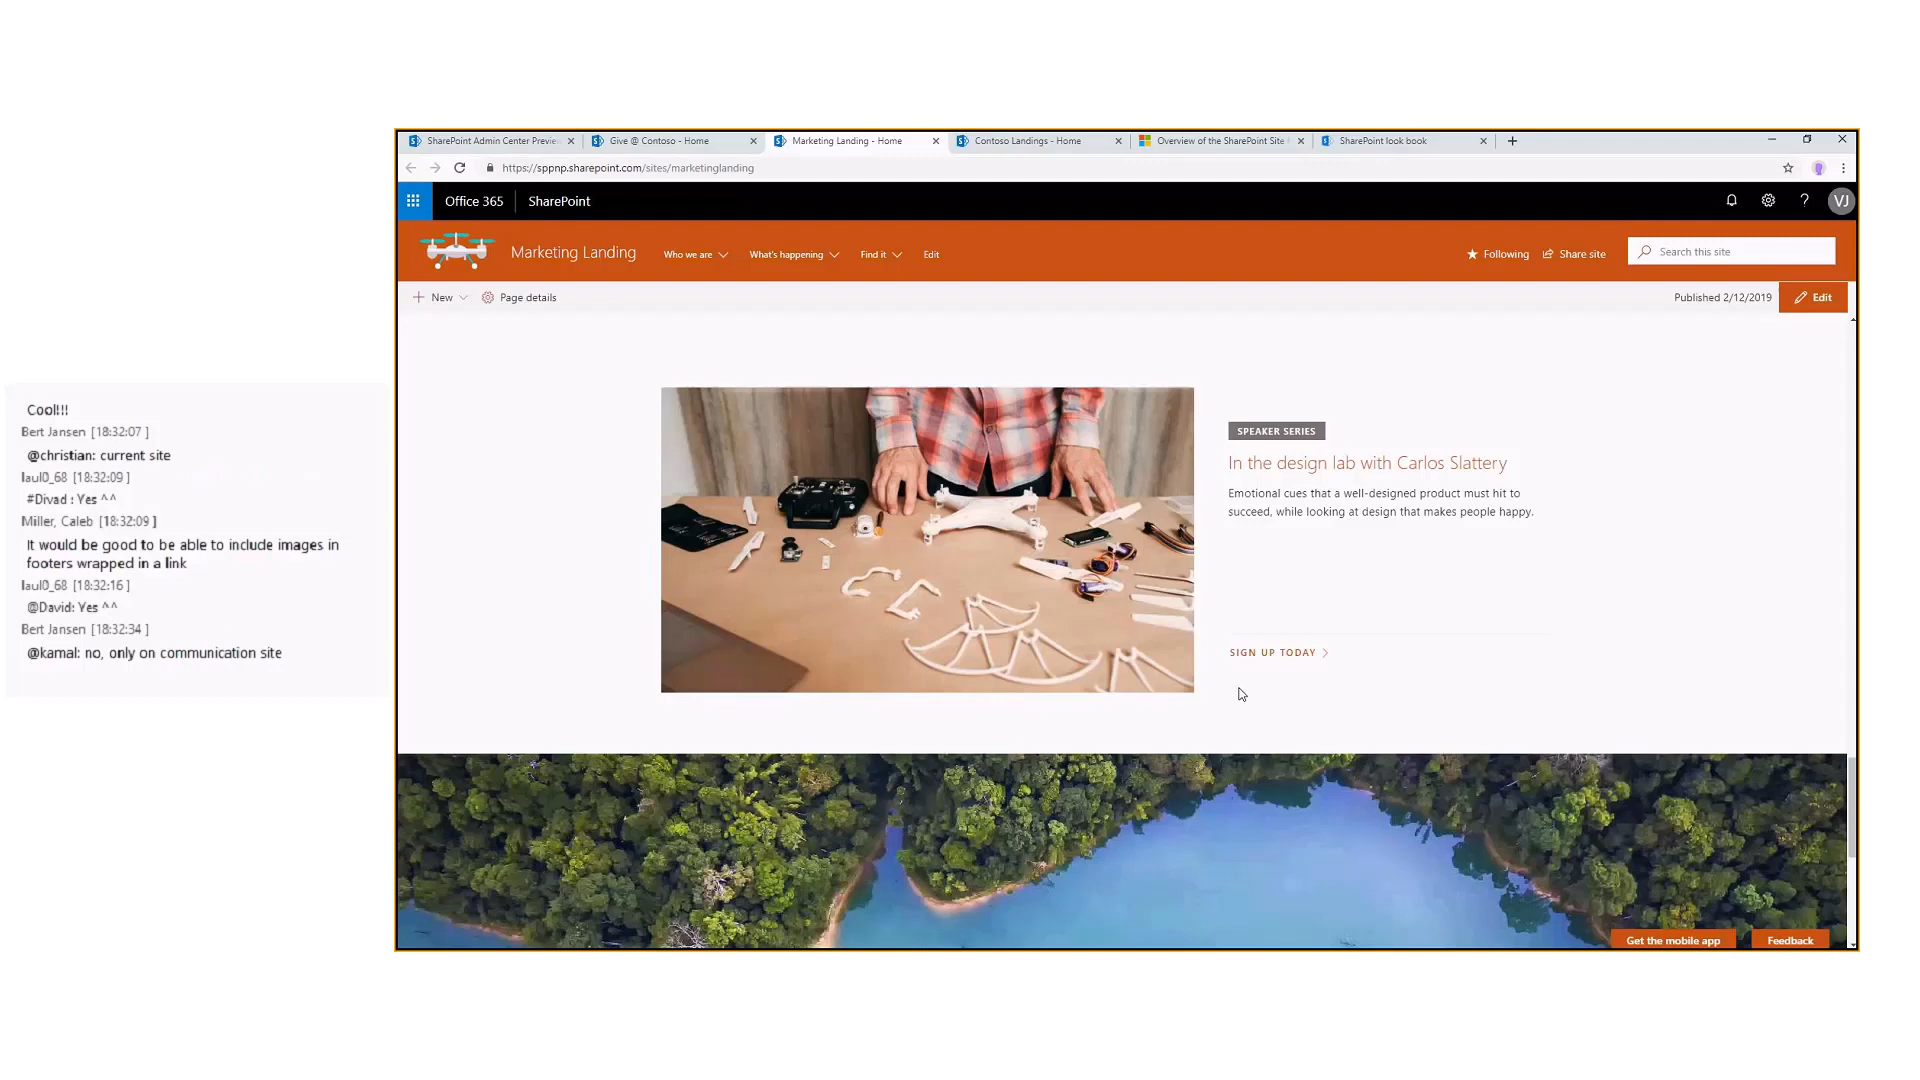 Cool!!!
Bert Jansen [18:32:07 ]
@christian: current site
laul0_68 [18:32:09 ]
#Divad : Yes ^^
Miller, Caleb [18:32:09 ]
It would be good to be able to include images in
footers wrapped in a link
laul0_68 [18:32:16 ]
@David: Yes ^^
Bert Jansen [18:32:34 ]
@kamal: no, only on communication site
SharePoint Admin Center Preview
Give @ Contoso - Home
Marketing Landing - Home
Contoso Landings - Home
Overview of the SharePoint Site
SharePoint look book
https://sppnp.sharepoint.com/sites/marketinglanding
Office 365
SharePoint
VJ
Marketing Landing
Who we are
What's happening
Find it
Edit
Following
Share site
Search this site
New
Page details
Published 2/12/2019
Edit
SPEAKER SERIES
In the design lab with Carlos Slattery
Emotional cues that a well-designed product must hit to
succeed, while looking at design that makes people happy.
SIGN UP TODAY
Get the mobile app
Feedback